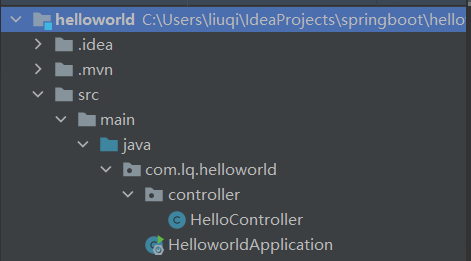 helloworld C:\Users\liuqi\IdeaProjects\springboot\hello
.idea
.mvn
src
main
java
com.lq.helloworld
controller
HelloController
HelloworldApplication